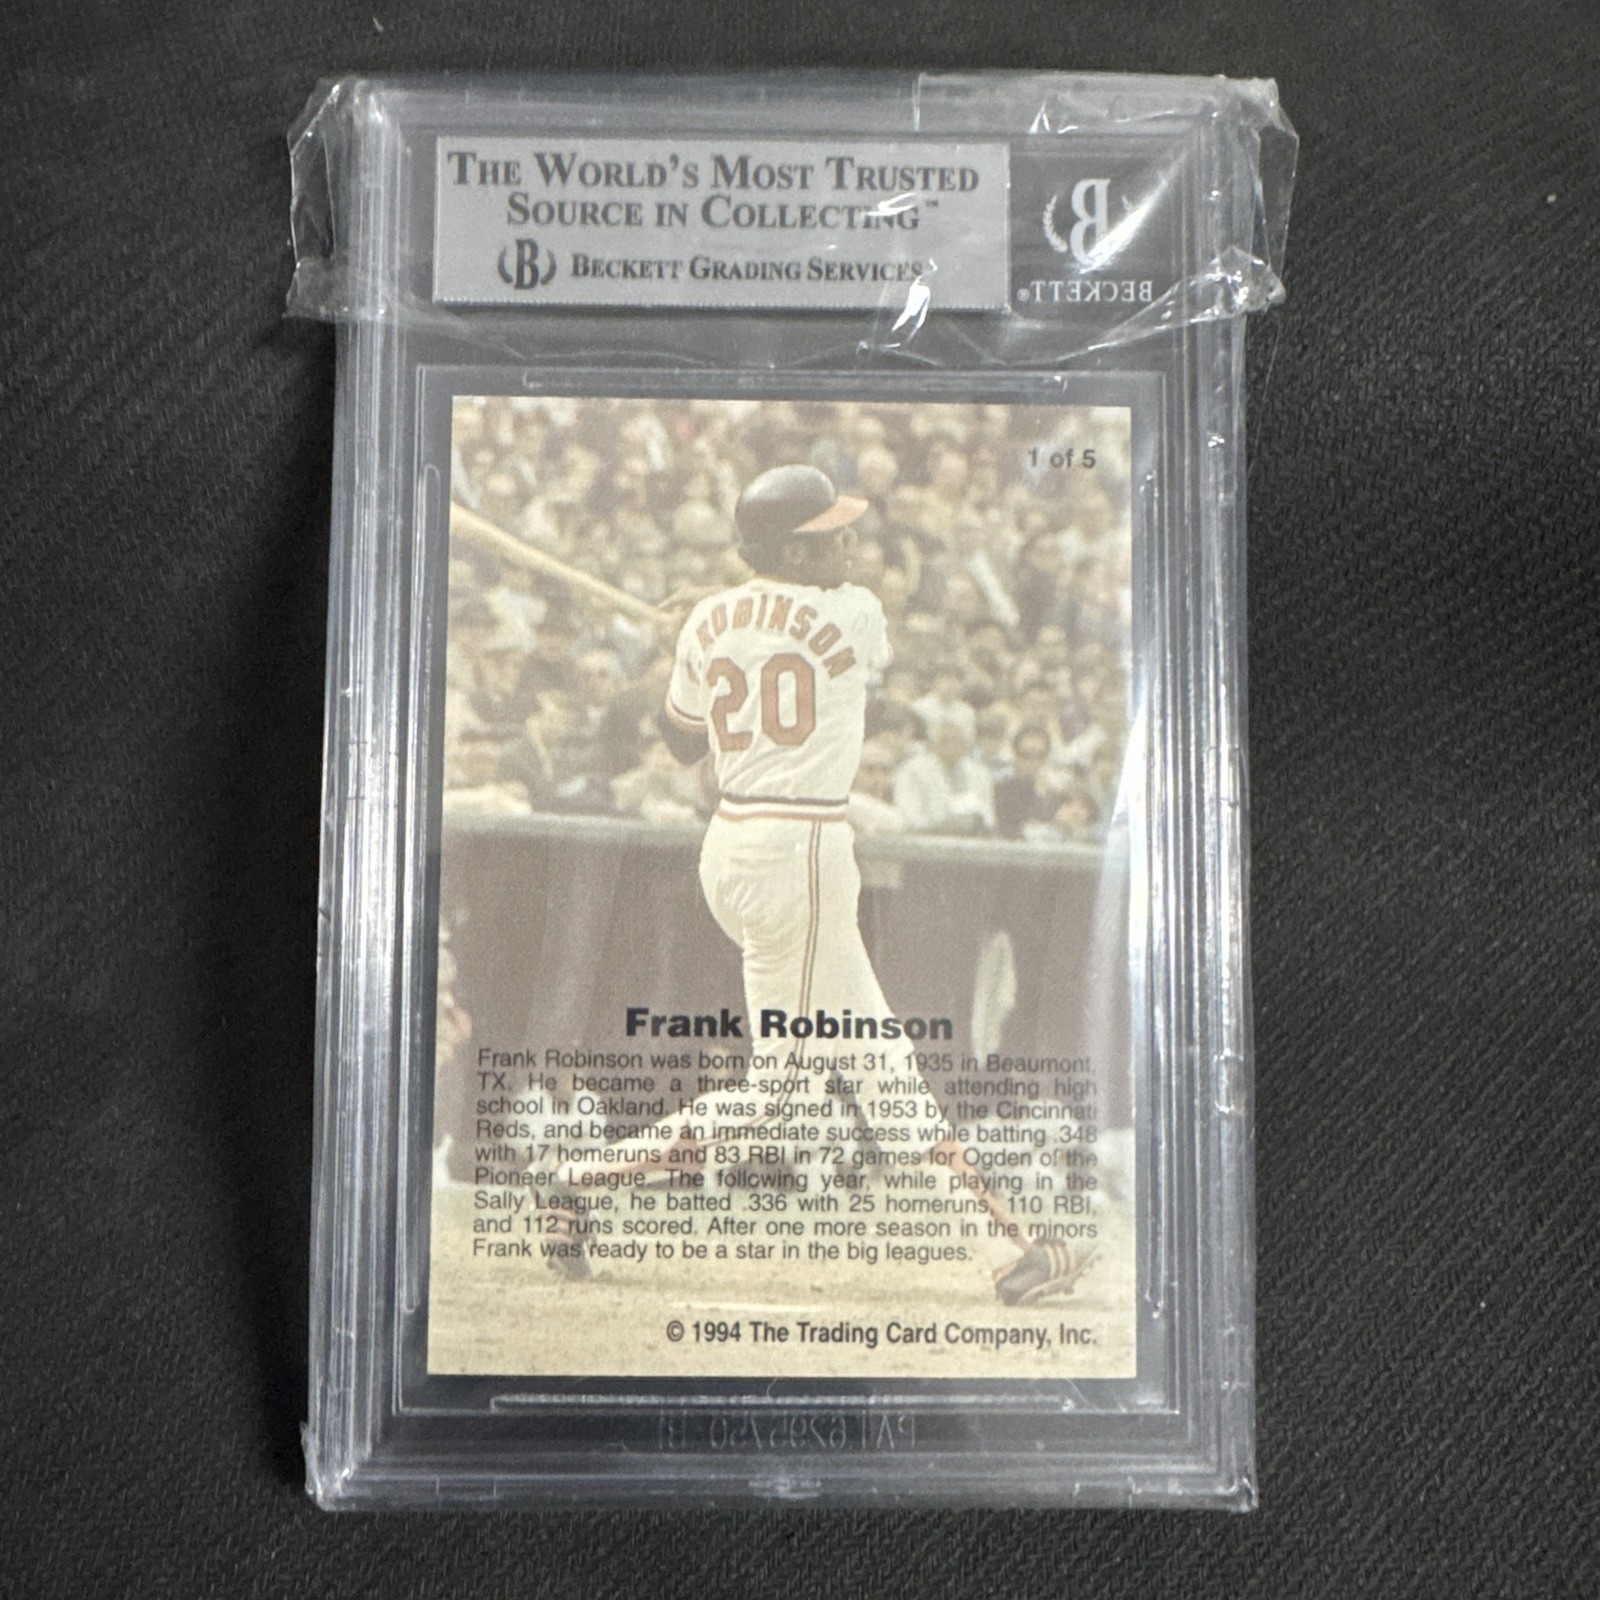 THE WORLD'S MOST TRUSTED
SOURCE IN COLLECTING™
B BECKETT GRADING SERVICES
B
BECKETT®
1 of 5
ROBINSON
20
Frank Robinson
Frank Robinson was born on August 31, 1935 in Beaumont,
TX. He became a three-sport star while attending high
school in Oakland. He was signed in 1953 by the Cincinnati
Reds, and became an immediate success while batting .348
with 17 homeruns and 83 RBI in 72 games for Ogden of the
Pioneer League. The following year, while playing in the
Sally League, he batted .336 with 25 homeruns, 110 RBI,
and 112 runs scored. After one more season in the minors
Frank was ready to be a star in the big leagues.
© 1994 The Trading Card Company, Inc.